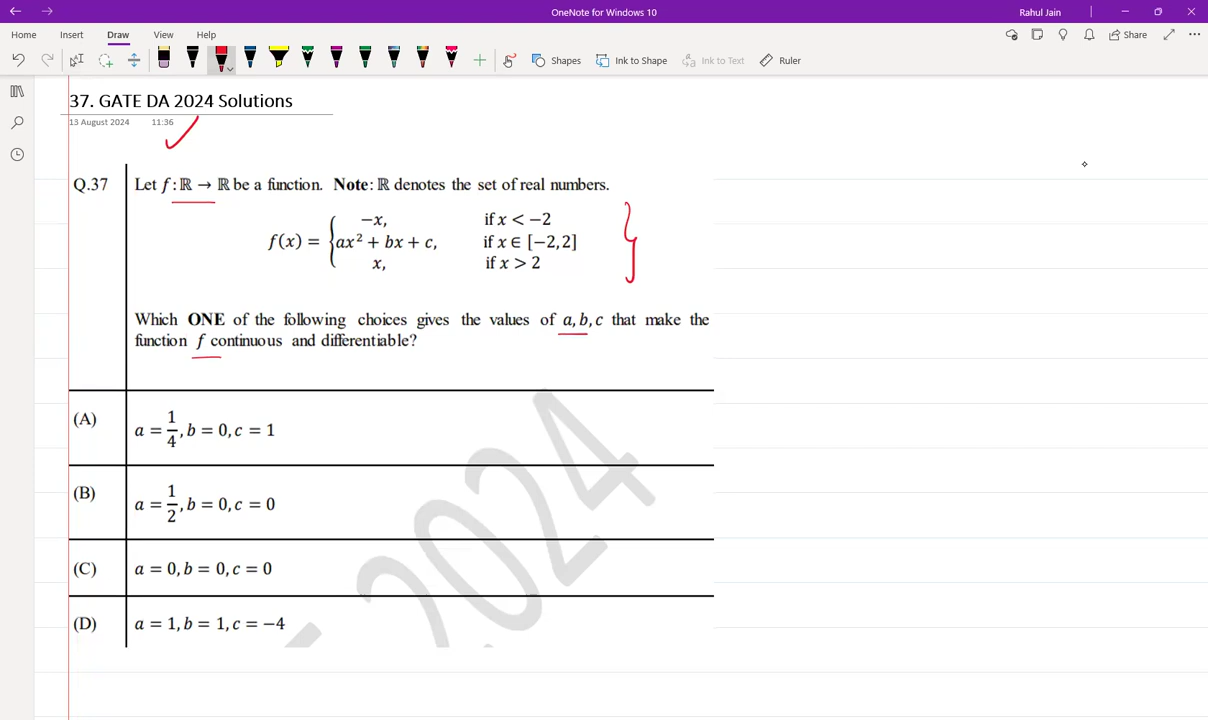 OneNote for Windows 10
Rahul Jain
Home Insert Draw View Help
Share
Shapes Ink to Shape Ink to Text Ruler
37. GATE DA 2024 Solutions
13 August 2024 11:36
Q.37 Let f: ℝ → ℝ be a function. Note: ℝ denotes the set of real numbers.
−x, if x < −2
f(x) = { ax² + bx + c, if x ∈ [−2, 2]
x, if x > 2
Which ONE of the following choices gives the values of a, b, c that make the
function f continuous and differentiable?
(A) a = 1/4, b = 0, c = 1
(B) a = 1/2, b = 0, c = 0
(C) a = 0, b = 0, c = 0
(D) a = 1, b = 1, c = −4
2024